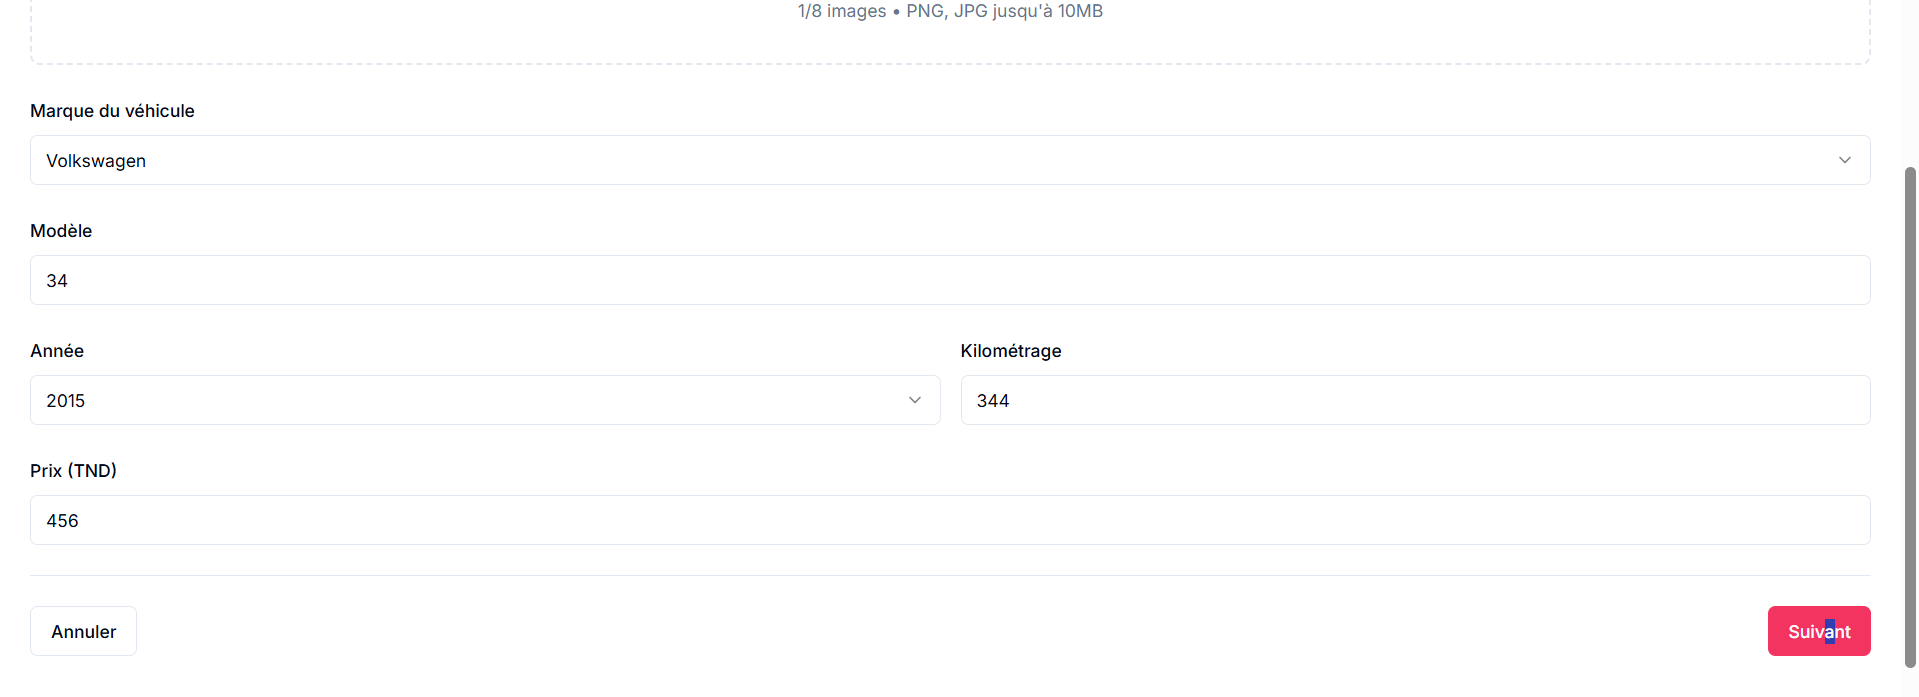 1/8 images • PNG, JPG jusqu'à 10MB
Marque du véhicule
Volkswagen
Modèle
34
Année
Kilométrage
2015
344
Prix (TND)
456
Annuler
Suivant